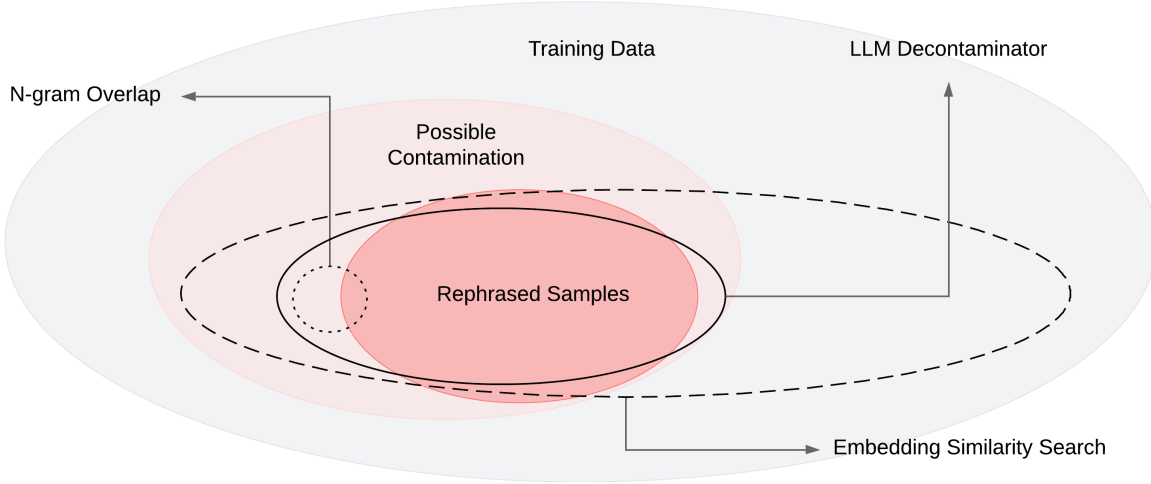 Training Data
LLM Decontaminator
N-gram Overlap
Possible
Contamination
Rephrased Samples
Embedding Similarity Search